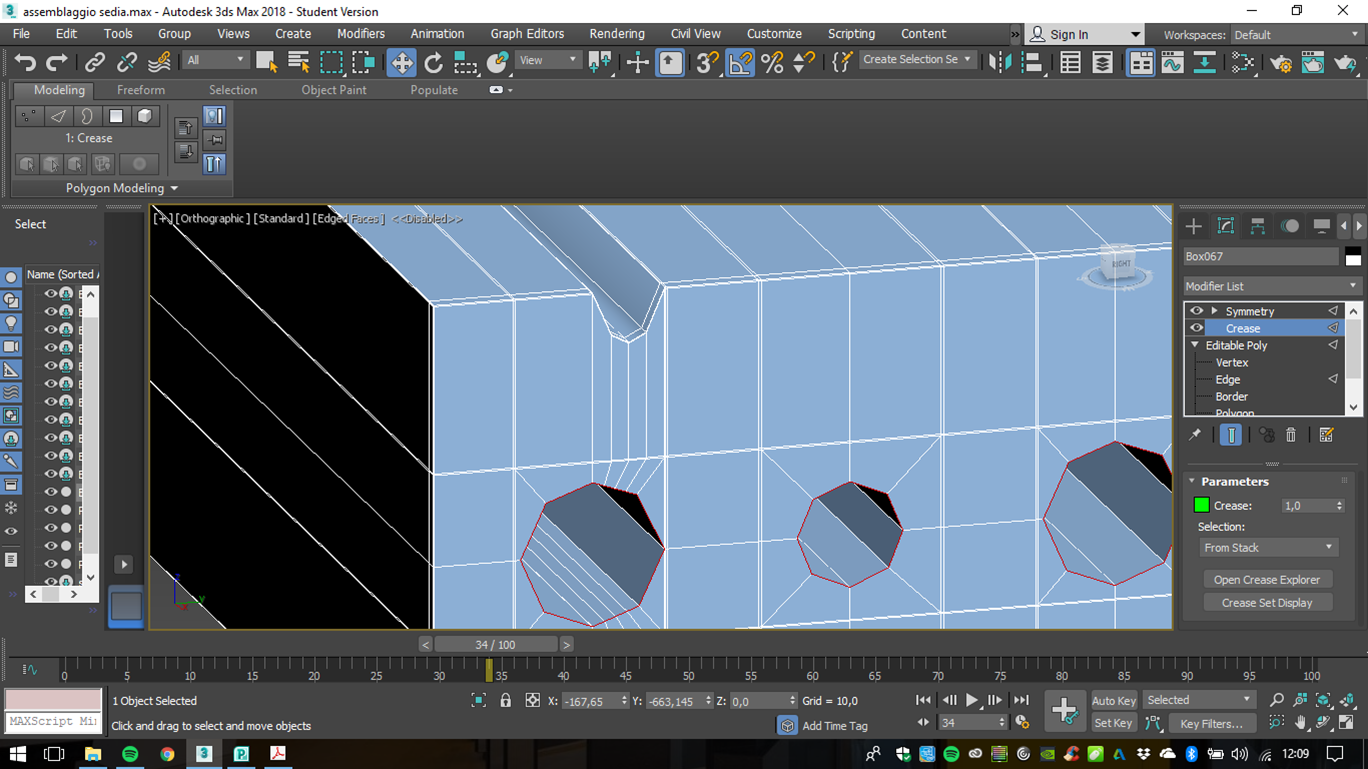 assemblaggio sedia.max - Autodesk 3ds Max 2018 - Student Version
File Edit Tools Group Views Create Modifiers Animation Graph Editors Rendering Civil View Customize Scripting Content » Sign In Workspaces: Default
All View Create Selection Se
Modeling Freeform Selection Object Paint Populate
1: Crease
Polygon Modeling
Select
Name (Sorted A
[+] [Orthographic] [Standard] [Edged Faces] <<Disabled>>
RIGHT
Box067
Modifier List
Symmetry
Crease
Editable Poly
Vertex
Edge
Border
Polygon
Parameters
Crease: 1,0
Selection:
From Stack
Open Crease Explorer
Crease Set Display
z
y
< 34 / 100 >
0 5 10 15 20 25 30 35 40 45 50 55 60 65 70 75 80 85 90 95 100
1 Object Selected X: -167,65 Y: -663,145 Z: 0,0 Grid = 10,0 Auto Key Selected
MAXScript Mi
Click and drag to select and move objects Add Time Tag 34 Set Key Key Filters...
12:09